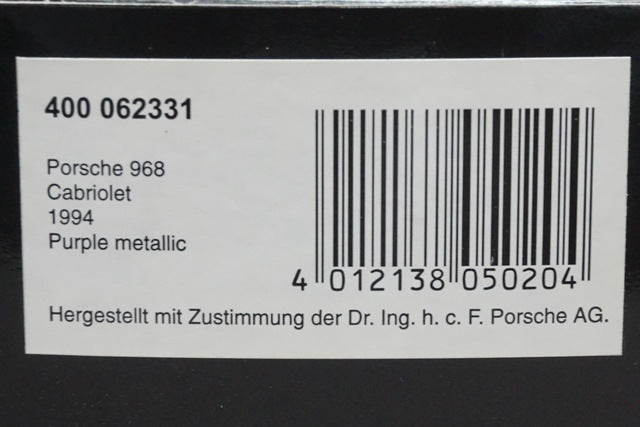 400 062331
Porsche 968
Cabriolet
1994
Purple metallic
4 012138 050204
Hergestellt mit Zustimmung der Dr. Ing. h. c. F. Porsche AG.